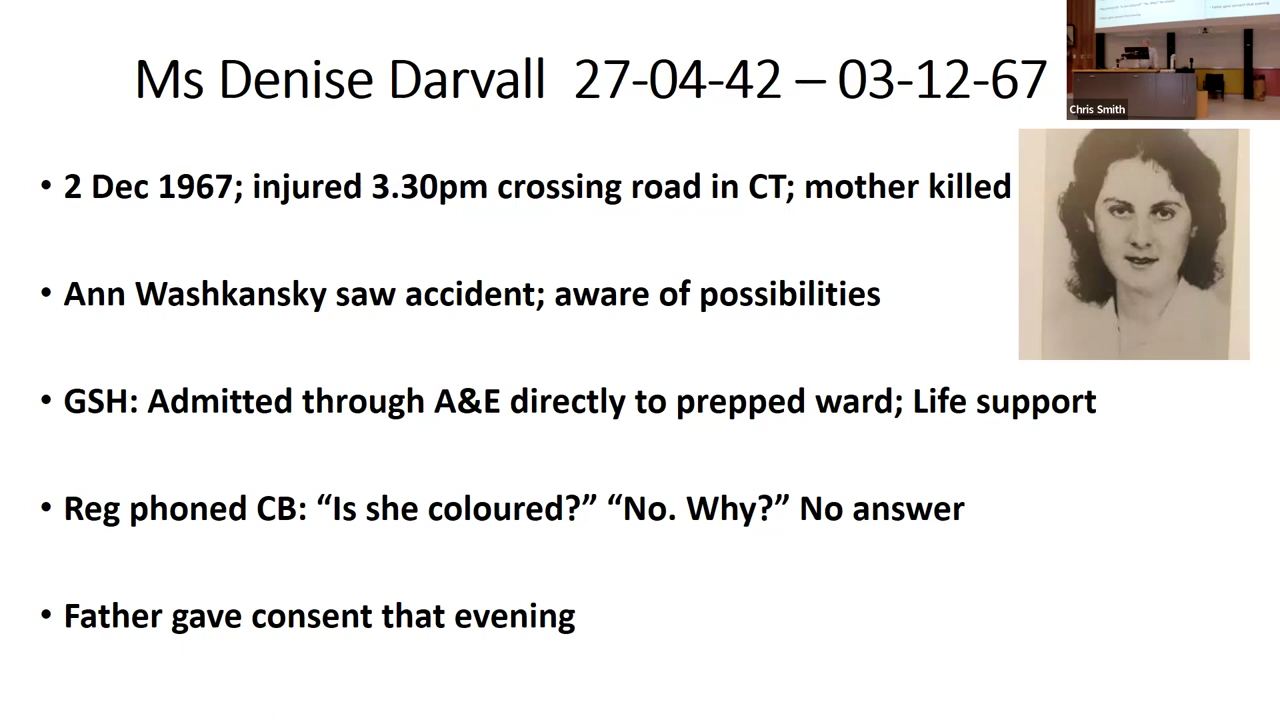 Ms Denise Darvall 27-04-42 – 03-12-67
Chris Smith
• 2 Dec 1967; injured 3.30pm crossing road in CT; mother killed
• Ann Washkansky saw accident; aware of possibilities
• GSH: Admitted through A&E directly to prepped ward; Life support
• Reg phoned CB: “Is she coloured?” “No. Why?” No answer
• Father gave consent that evening